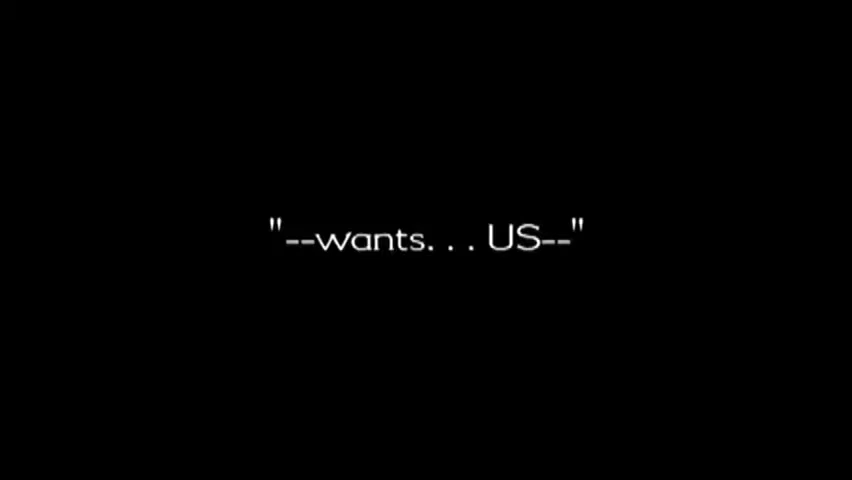 "--wants. . . US--"